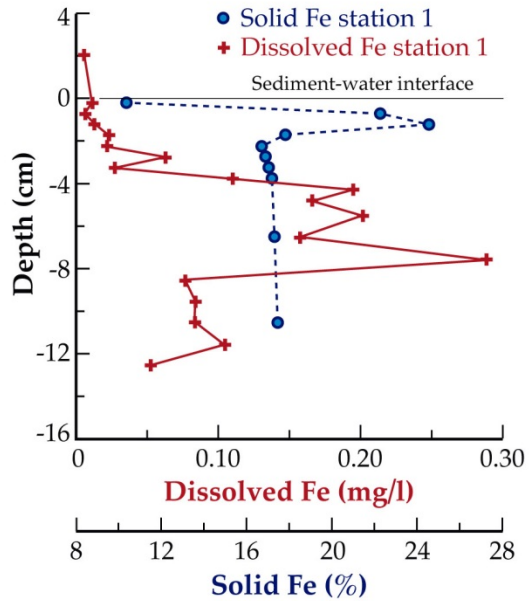 Solid Fe station 1
Dissolved Fe station 1
Sediment-water interface
4
0
-4
-8
-12
-16
Depth (cm)
0 0.10 0.20 0.30
Dissolved Fe (mg/l)
8 12 16 20 24 28
Solid Fe (%)